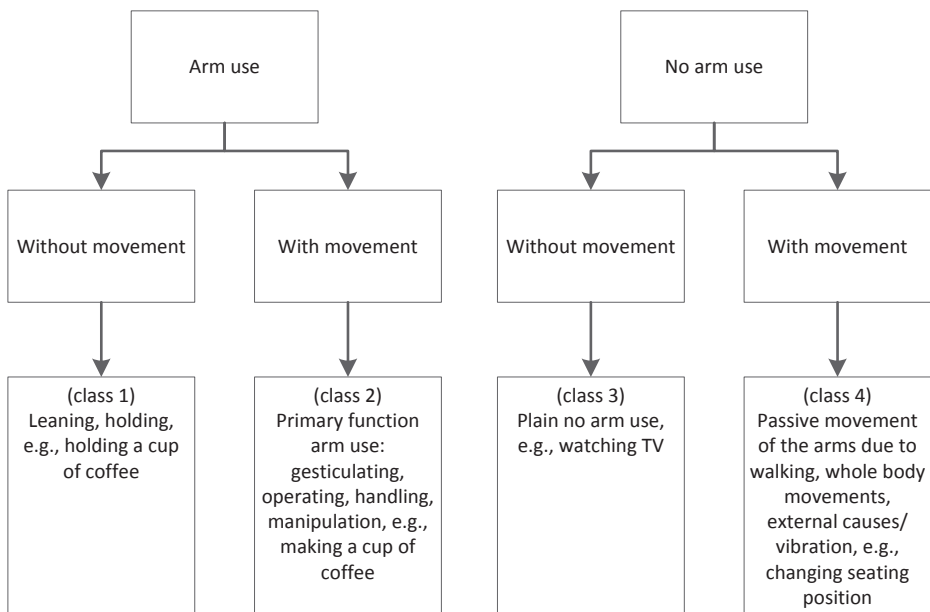 Arm use
No arm use
Without movement
With movement
Without movement
With movement
(class 1)
Leaning, holding,
e.g., holding a cup
of coffee
(class 2)
Primary function
arm use:
gesticulating,
operating, handling,
manipulation, e.g.,
making a cup of
coffee
(class 3)
Plain no arm use,
e.g., watching TV
(class 4)
Passive movement
of the arms due to
walking, whole body
movements,
external causes/
vibration, e.g.,
changing seating
position